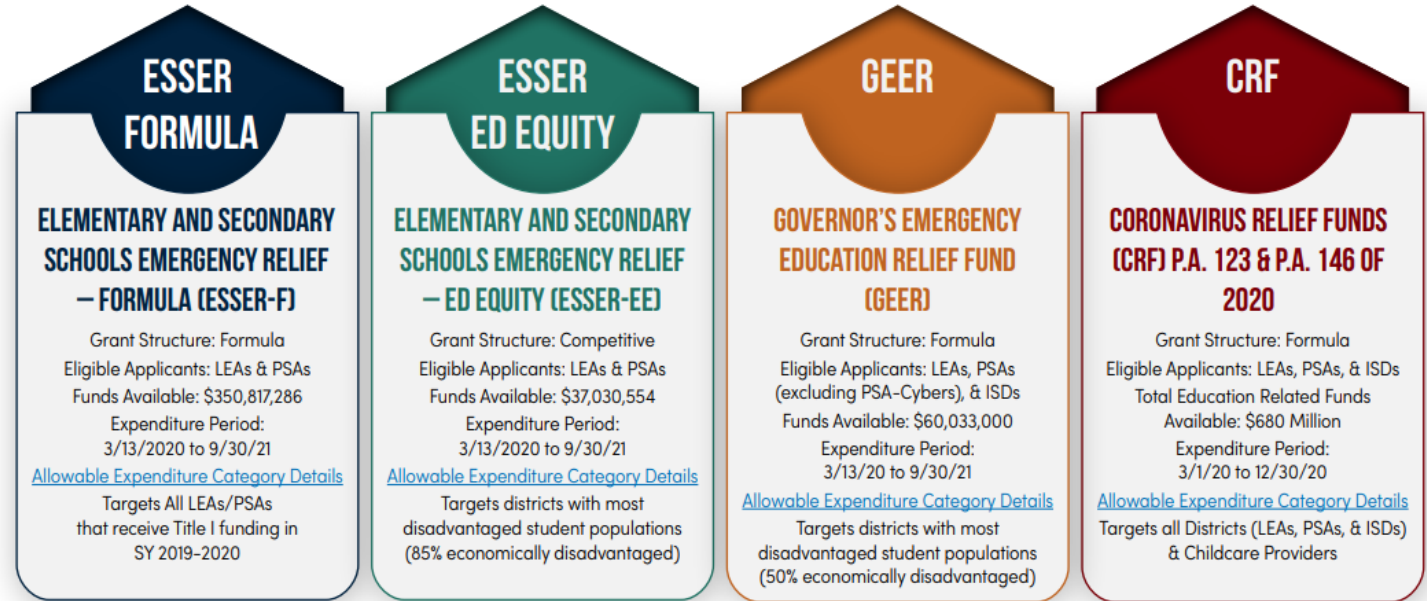 ESSER
FORMULA
ELEMENTARY AND SECONDARY
SCHOOLS EMERGENCY RELIEF
– FORMULA (ESSER-F)
Grant Structure: Formula
Eligible Applicants: LEAs & PSAs
Funds Available: $350,817,286
Expenditure Period:
3/13/2020 to 9/30/21
Allowable Expenditure Category Details
Targets All LEAs/PSAs
that receive Title I funding in
SY 2019-2020
ESSER
ED EQUITY
ELEMENTARY AND SECONDARY
SCHOOLS EMERGENCY RELIEF
– ED EQUITY (ESSER-EE)
Grant Structure: Competitive
Eligible Applicants: LEAs & PSAs
Funds Available: $37,030,554
Expenditure Period:
3/13/2020 to 9/30/21
Allowable Expenditure Category Details
Targets districts with most
disadvantaged student populations
(85% economically disadvantaged)
GEER
GOVERNOR'S EMERGENCY
EDUCATION RELIEF FUND
(GEER)
Grant Structure: Formula
Eligible Applicants: LEAs, PSAs
(excluding PSA-Cybers), & ISDs
Funds Available: $60,033,000
Expenditure Period:
3/13/20 to 9/30/21
Allowable Expenditure Category Details
Targets districts with most
disadvantaged student populations
(50% economically disadvantaged)
CRF
CORONAVIRUS RELIEF FUNDS
(CRF) P.A. 123 & P.A. 146 OF
2020
Grant Structure: Formula
Eligible Applicants: LEAs, PSAs, & ISDs
Total Education Related Funds
Available: $680 Million
Expenditure Period:
3/1/20 to 12/30/20
Allowable Expenditure Category Details
Targets all Districts (LEAs, PSAs, & ISDs)
& Childcare Providers